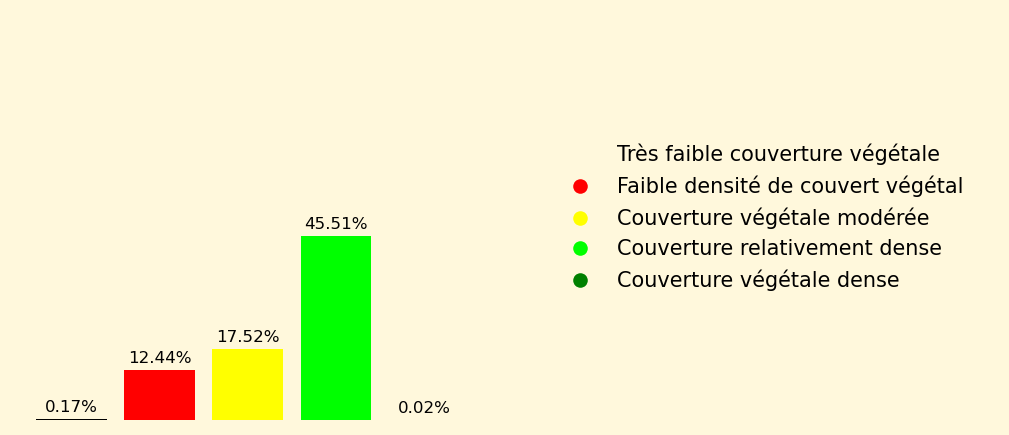 45.51%
17.52%
12.44%
0.17%
0.02%
Très faible couverture végétale
Faible densité de couvert végétal
Couverture végétale modérée
Couverture relativement dense
Couverture végétale dense